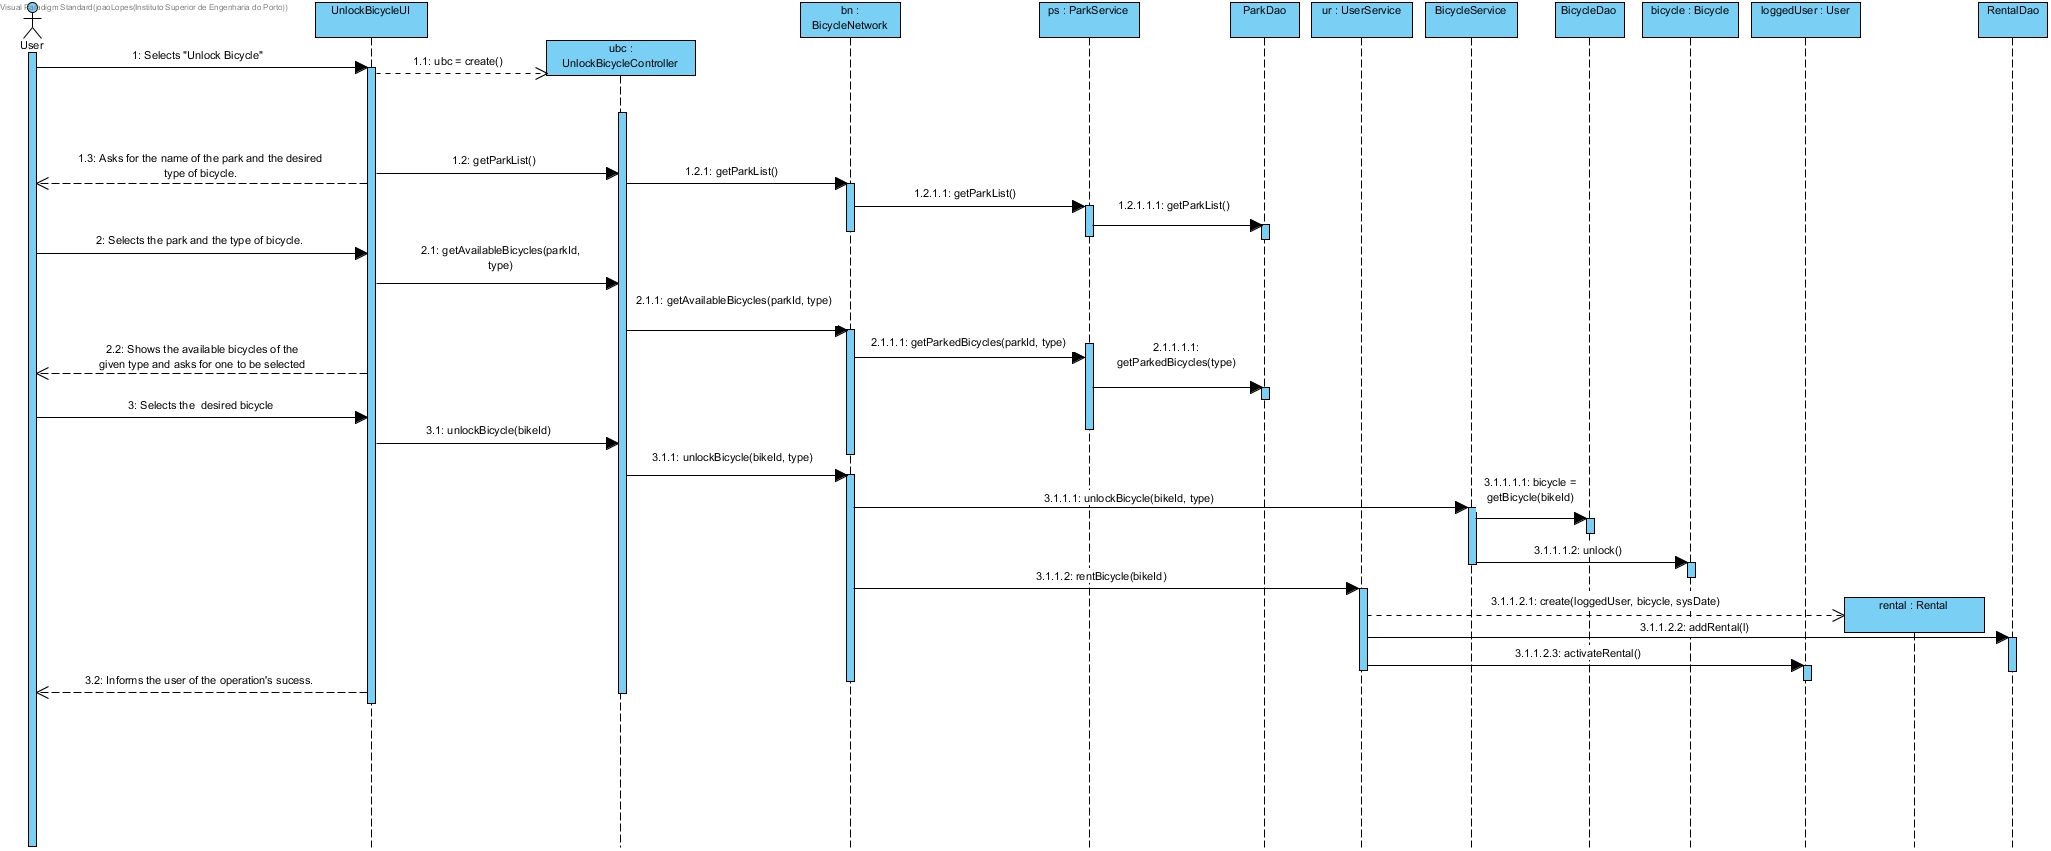 Visual Paradigm Standard(joaoLopes(Instituto Superior de Engenharia do Porto))
User
UnlockBicycleUI
ubc :
UnlockBicycleController
bn :
BicycleNetwork
ps : ParkService
ParkDao
ur : UserService
BicycleService
BicycleDao
bicycle : Bicycle
loggedUser : User
RentalDao
1: Selects "Unlock Bicycle"
1.1: ubc = create()
1.3: Asks for the name of the park and the desired
type of bicycle.
1.2: getParkList()
1.2.1: getParkList()
1.2.1.1: getParkList()
1.2.1.1.1: getParkList()
2: Selects the park and the type of bicycle.
2.1: getAvailableBicycles(parkId,
type)
2.1.1: getAvailableBicycles(parkId, type)
2.1.1.1: getParkedBicycles(parkId, type)
2.1.1.1.1:
getParkedBicycles(type)
2.2: Shows the available bicycles of the
given type and asks for one to be selected
3: Selects the  desired bicycle
3.1: unlockBicycle(bikeId)
3.1.1: unlockBicycle(bikeId, type)
3.1.1.1: unlockBicycle(bikeId, type)
3.1.1.1.1: bicycle =
getBicycle(bikeId)
3.1.1.1.2: unlock()
3.1.1.2: rentBicycle(bikeId)
3.1.1.2.1: create(loggedUser, bicycle, sysDate)
rental : Rental
3.1.1.2.2: addRental(l)
3.1.1.2.3: activateRental()
3.2: Informs the user of the operation's sucess.